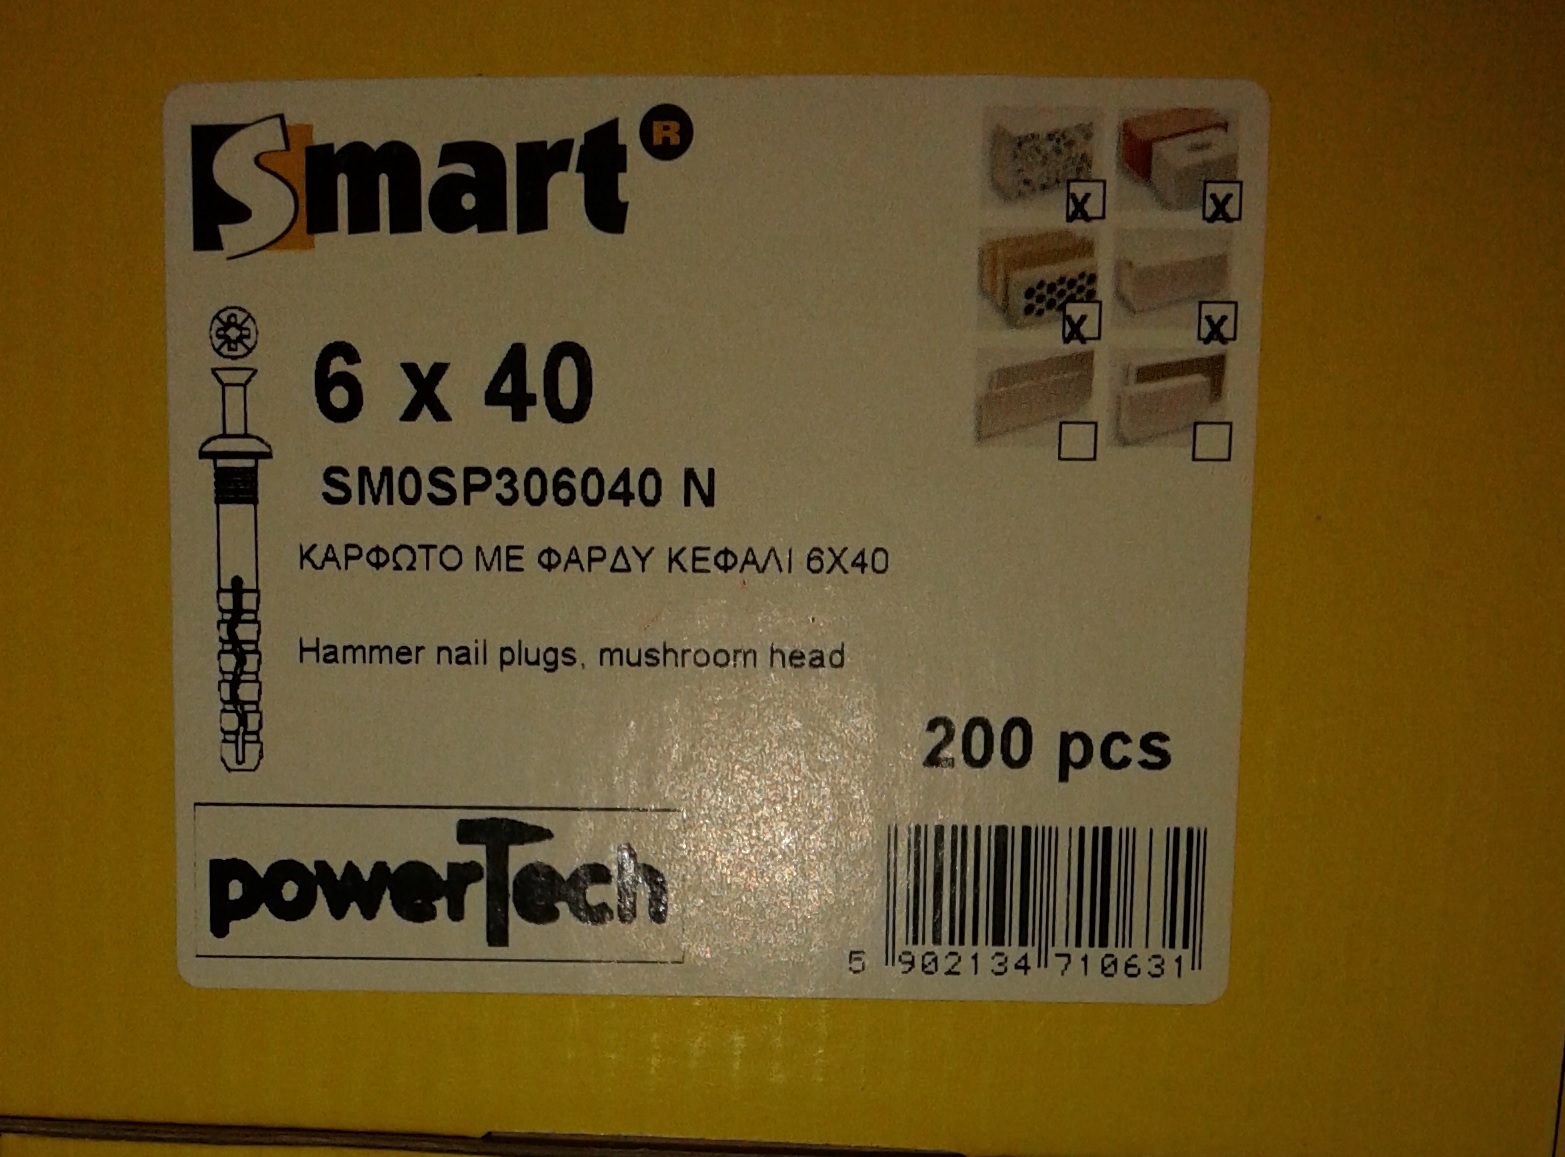 Smart®
6 x 40
SM0SP306040 N
ΚΑΡΦΩΤΟ ΜΕ ΦΑΡΔΥ ΚΕΦΑΛΙ 6Χ40
Hammer nail plugs, mushroom head
200 pcs
powerTech
5 902134 710631